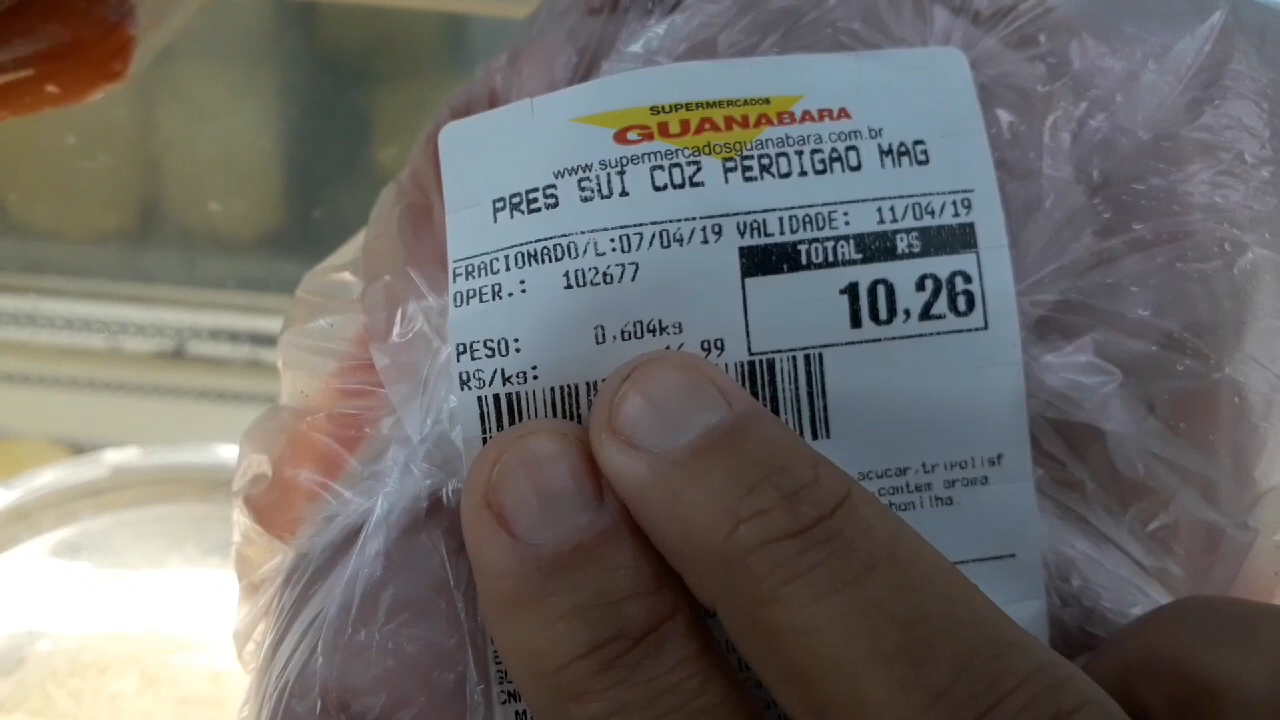 SUPERMERCADOS
GUANABARA
www.supermercadosguanabara.com.br
PRES SUI COZ PERDIGAO MAG
FRACIONADO/L:07/04/19 VALIDADE: 11/04/19
OPER.: 102677
TOTAL R$
10,26
PESO: 0,604kg
R$/kg: 99
acucar,tripolisf
contem aroma